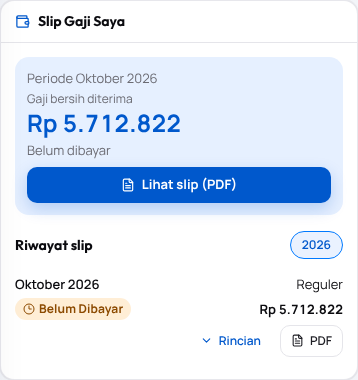 Slip Gaji Saya
Periode Oktober 2026
Gaji bersih diterima
Rp 5.712.822
Belum dibayar
Lihat slip (PDF)
Riwayat slip
2026
Oktober 2026
Reguler
Belum Dibayar
Rp 5.712.822
Rincian
PDF